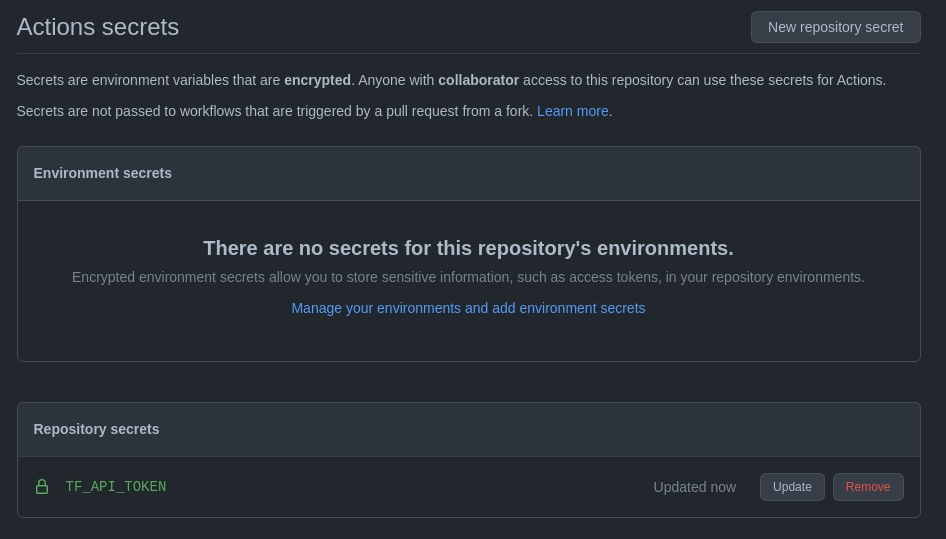 Actions secrets
New repository secret
Secrets are environment variables that are encrypted. Anyone with collaborator access to this repository can use these secrets for Actions.
Secrets are not passed to workflows that are triggered by a pull request from a fork. Learn more.
Environment secrets
There are no secrets for this repository's environments.
Encrypted environment secrets allow you to store sensitive information, such as access tokens, in your repository environments.
Manage your environments and add environment secrets
Repository secrets
TF_API_TOKEN Updated now Update Remove